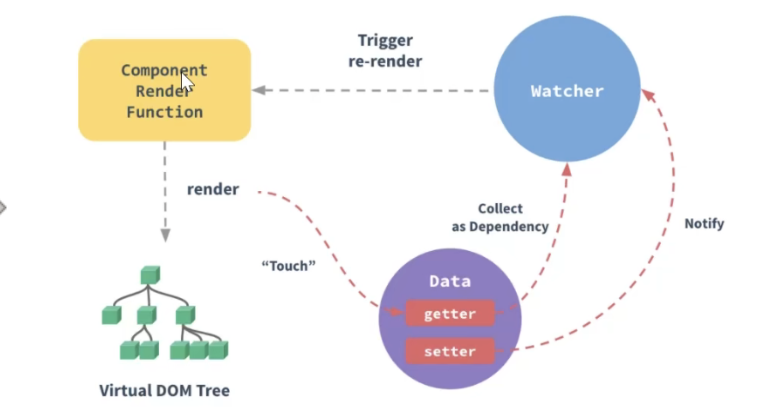 Trigger
re-render
Component
Render
Function
Watcher
render
Collect
as Dependency
Notify
“Touch”
Data
getter
setter
Virtual DOM Tree